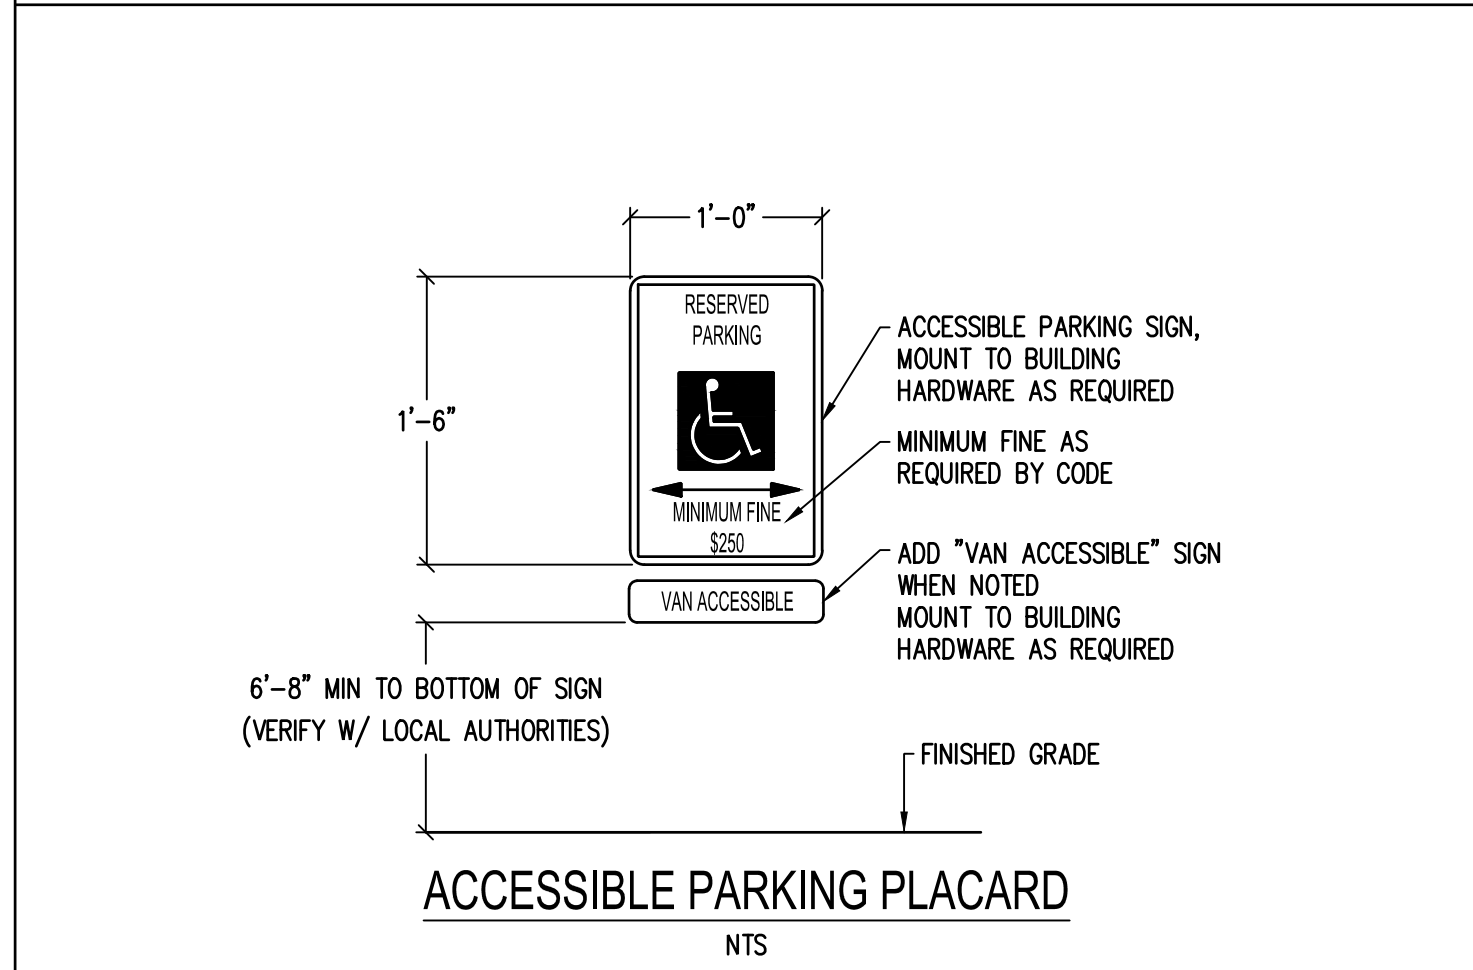 1'-0"
RESERVED
PARKING
1'-6"
MINIMUM FINE
$250
VAN ACCESSIBLE
ACCESSIBLE PARKING SIGN,
MOUNT TO BUILDING
HARDWARE AS REQUIRED
MINIMUM FINE AS
REQUIRED BY CODE
ADD "VAN ACCESSIBLE" SIGN
WHEN NOTED
MOUNT TO BUILDING
HARDWARE AS REQUIRED
6'-8" MIN TO BOTTOM OF SIGN
(VERIFY W/ LOCAL AUTHORITIES)
FINISHED GRADE
ACCESSIBLE PARKING PLACARD
NTS